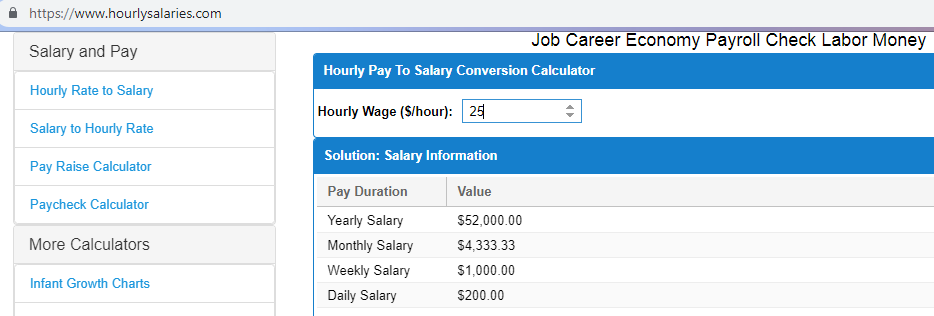 https://www.hourlysalaries.com
Job Career Economy Payroll Check Labor Money
Salary and Pay
Hourly Rate to Salary
Salary to Hourly Rate
Pay Raise Calculator
Paycheck Calculator
More Calculators
Infant Growth Charts
Hourly Pay To Salary Conversion Calculator
Hourly Wage ($/hour): 25
Solution: Salary Information
Pay Duration Value
Yearly Salary $52,000.00
Monthly Salary $4,333.33
Weekly Salary $1,000.00
Daily Salary $200.00